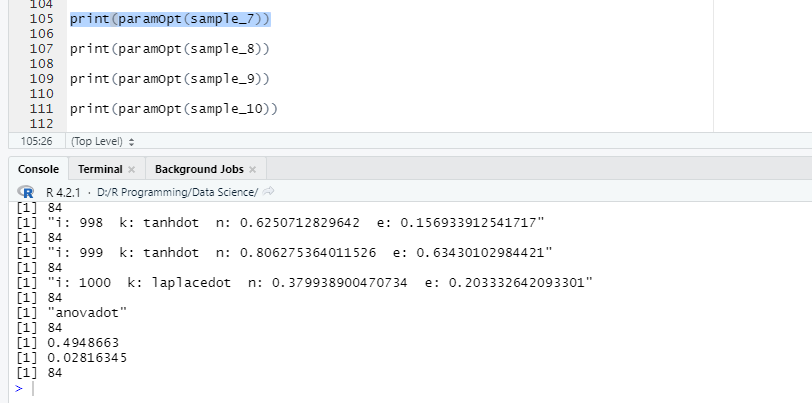 104
105 print(paramOpt(sample_7))
106
107 print(paramOpt(sample_8))
108
109 print(paramOpt(sample_9))
110
111 print(paramOpt(sample_10))
112
105:26 (Top Level)
Console Terminal × Background Jobs ×
R 4.2.1 · D:/R Programming/Data Science/
[1] 84
[1] "i: 998  k: tanhdot  n: 0.6250712829642  e: 0.156933912541717"
[1] 84
[1] "i: 999  k: tanhdot  n: 0.806275364011526  e: 0.63430102984421"
[1] 84
[1] "i: 1000  k: laplacedot  n: 0.379938900470734  e: 0.203332642093301"
[1] 84
[1] "anovadot"
[1] 84
[1] 0.4948663
[1] 0.02816345
[1] 84
>